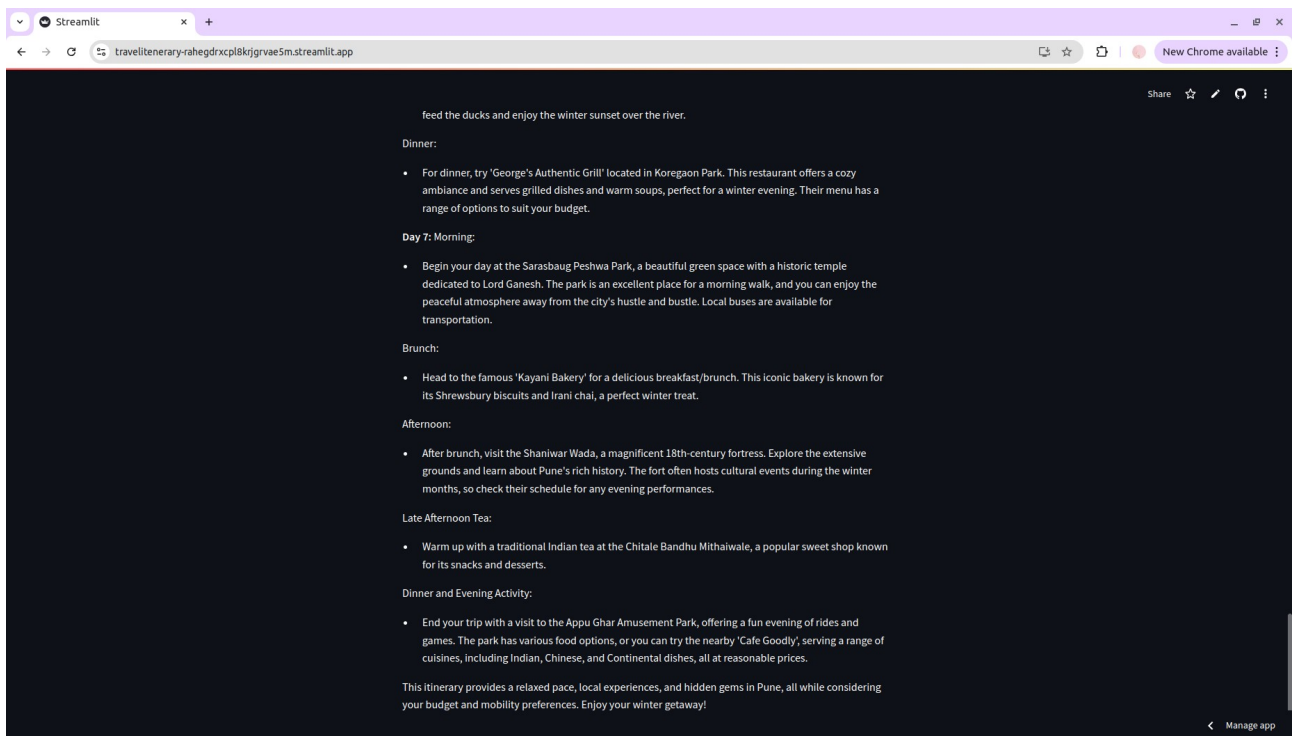 Streamlit
travelitenerary-rahegdrxcpl8krjgrvae5m.streamlit.app
New Chrome available
Share
feed the ducks and enjoy the winter sunset over the river.
Dinner:
• For dinner, try 'George's Authentic Grill' located in Koregaon Park. This restaurant offers a cozy
ambiance and serves grilled dishes and warm soups, perfect for a winter evening. Their menu has a
range of options to suit your budget.
Day 7: Morning:
• Begin your day at the Sarasbaug Peshwa Park, a beautiful green space with a historic temple
dedicated to Lord Ganesh. The park is an excellent place for a morning walk, and you can enjoy the
peaceful atmosphere away from the city's hustle and bustle. Local buses are available for
transportation.
Brunch:
• Head to the famous 'Kayani Bakery' for a delicious breakfast/brunch. This iconic bakery is known for
its Shrewsbury biscuits and Irani chai, a perfect winter treat.
Afternoon:
• After brunch, visit the Shaniwar Wada, a magnificent 18th-century fortress. Explore the extensive
grounds and learn about Pune's rich history. The fort often hosts cultural events during the winter
months, so check their schedule for any evening performances.
Late Afternoon Tea:
• Warm up with a traditional Indian tea at the Chitale Bandhu Mithaiwale, a popular sweet shop known
for its snacks and desserts.
Dinner and Evening Activity:
• End your trip with a visit to the Appu Ghar Amusement Park, offering a fun evening of rides and
games. The park has various food options, or you can try the nearby 'Cafe Goodly', serving a range of
cuisines, including Indian, Chinese, and Continental dishes, all at reasonable prices.
This itinerary provides a relaxed pace, local experiences, and hidden gems in Pune, all while considering
your budget and mobility preferences. Enjoy your winter getaway!
Manage app